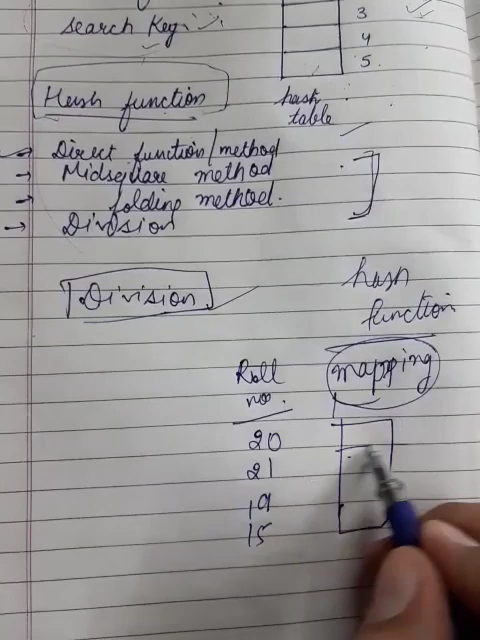 search Key
3
4
5.
Hash function
hash
table
→ Direct function/method
→ Midsquare method
→ folding method.
→ Division
Division
hash
function
Roll
no.
mapping
20
21
19
15